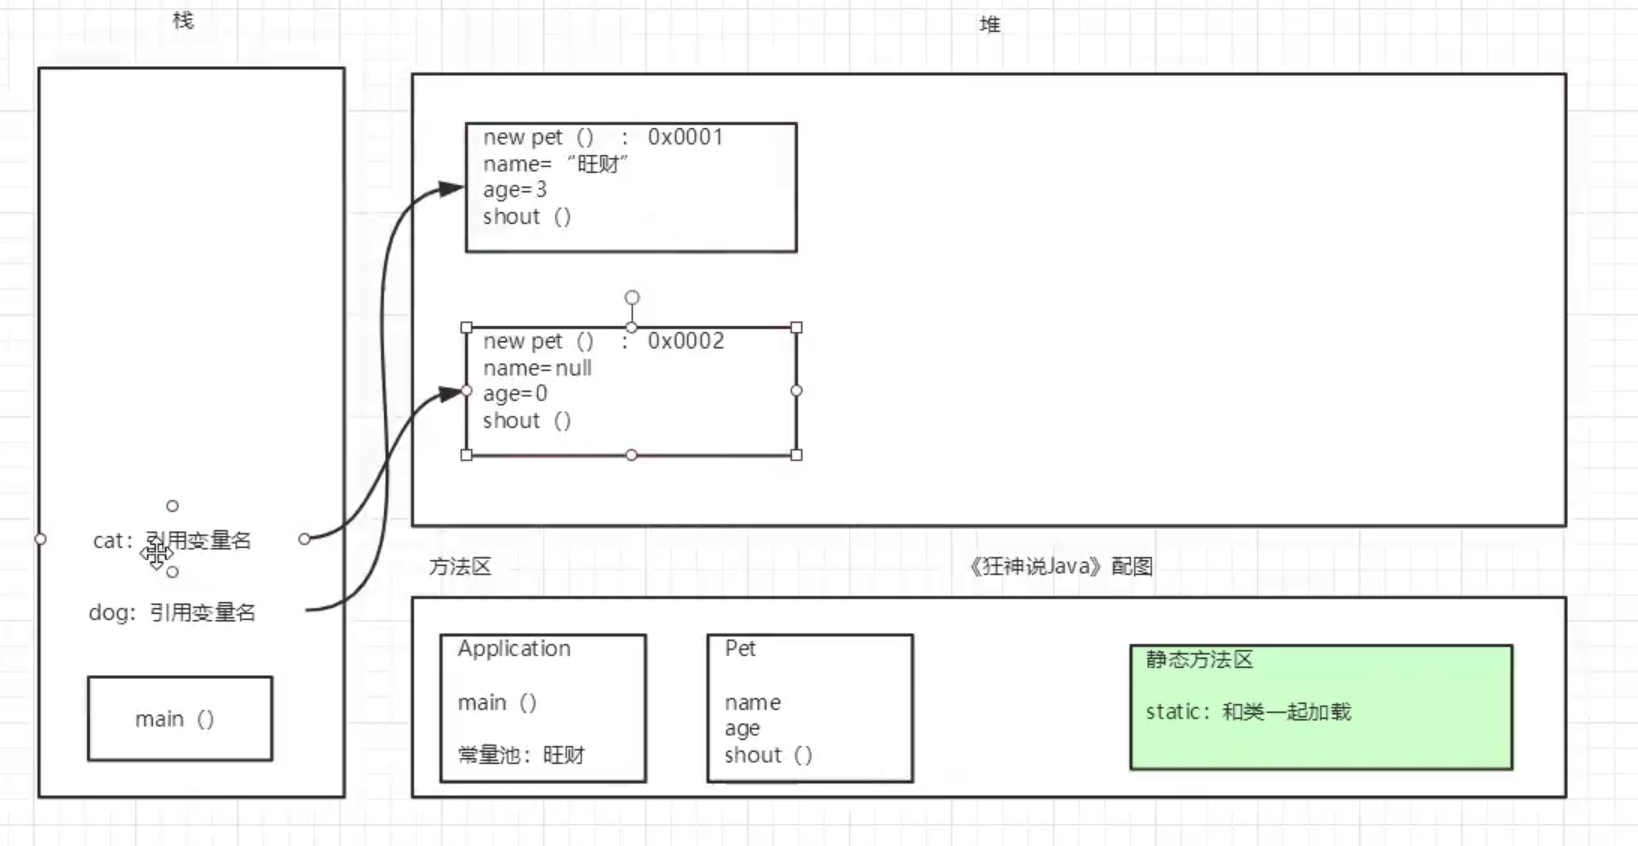 栈
堆
new pet（）　：　0x0001
name=“旺财”
age=3
shout（）
new pet（）　：　0x0002
name=null
age=0
shout（）
cat：引用变量名
dog：引用变量名
main（）
方法区
《狂神说Java》配图
Application
main（）
常量池：旺财
Pet
name
age
shout（）
静态方法区
static：和类一起加载